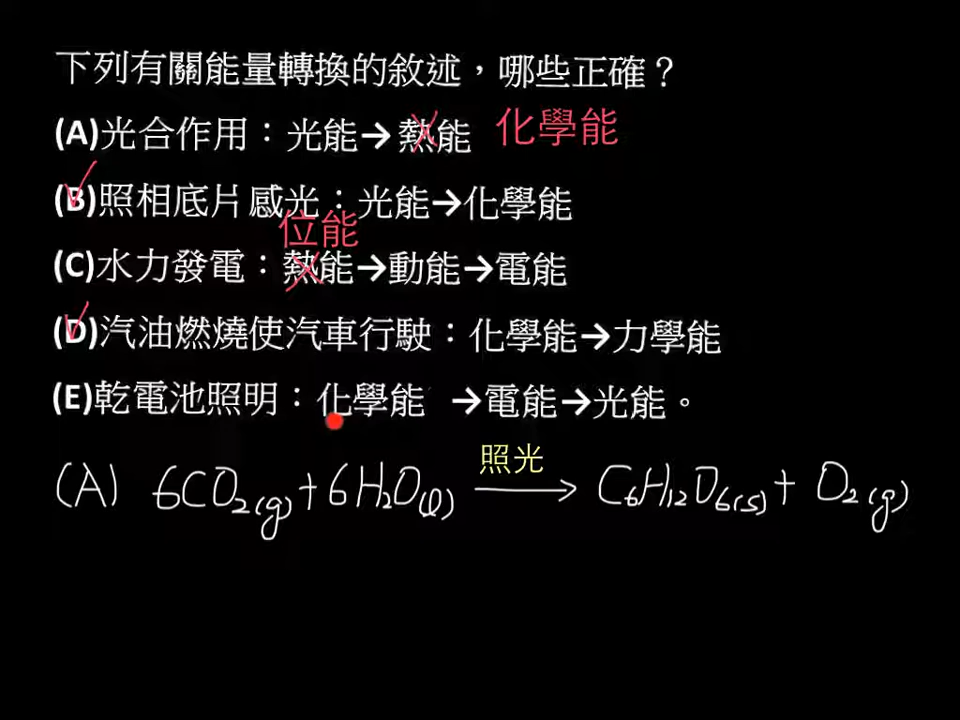 下列有關能量轉換的敘述，哪些正確？
(A)光合作用：光能→熱能 化學能
(B)照相底片感光：光能→化學能
位能
(C)水力發電：熱能→動能→電能
(D)汽油燃燒使汽車行駛：化學能→力學能
(E)乾電池照明：化學能 →電能→光能。
照光
(A) 6CO₂(g)+6H₂O(l) → C₆H₁₂O₆(s)+ O₂(g)